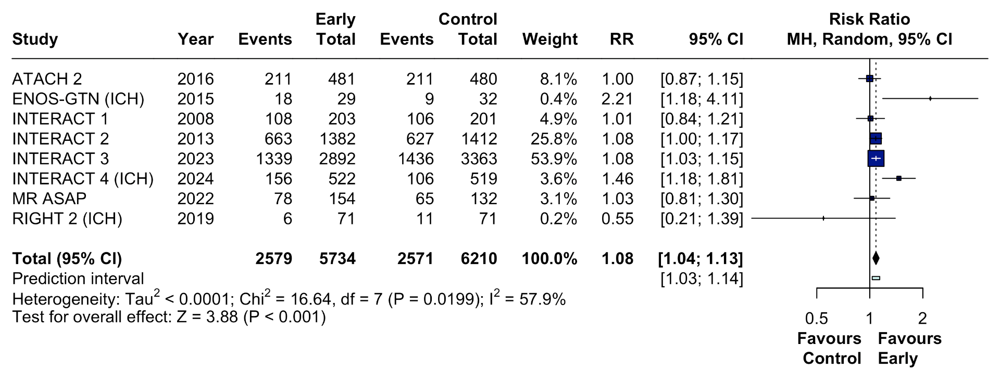 Early Control Risk Ratio
Study Year Events Total Events Total Weight RR 95% CI MH, Random, 95% CI
ATACH 2 2016 211 481 211 480 8.1% 1.00 [0.87; 1.15]
ENOS-GTN (ICH) 2015 18 29 9 32 0.4% 2.21 [1.18; 4.11]
INTERACT 1 2008 108 203 106 201 4.9% 1.01 [0.84; 1.21]
INTERACT 2 2013 663 1382 627 1412 25.8% 1.08 [1.00; 1.17]
INTERACT 3 2023 1339 2892 1436 3363 53.9% 1.08 [1.03; 1.15]
INTERACT 4 (ICH) 2024 156 522 106 519 3.6% 1.46 [1.18; 1.81]
MR ASAP 2022 78 154 65 132 3.1% 1.03 [0.81; 1.30]
RIGHT 2 (ICH) 2019 6 71 11 71 0.2% 0.55 [0.21; 1.39]
Total (95% CI) 2579 5734 2571 6210 100.0% 1.08 [1.04; 1.13]
Prediction interval [1.03; 1.14]
Heterogeneity: Tau² < 0.0001; Chi² = 16.64, df = 7 (P = 0.0199); I² = 57.9%
Test for overall effect: Z = 3.88 (P < 0.001)
0.5 1 2
Favours Favours
Control Early